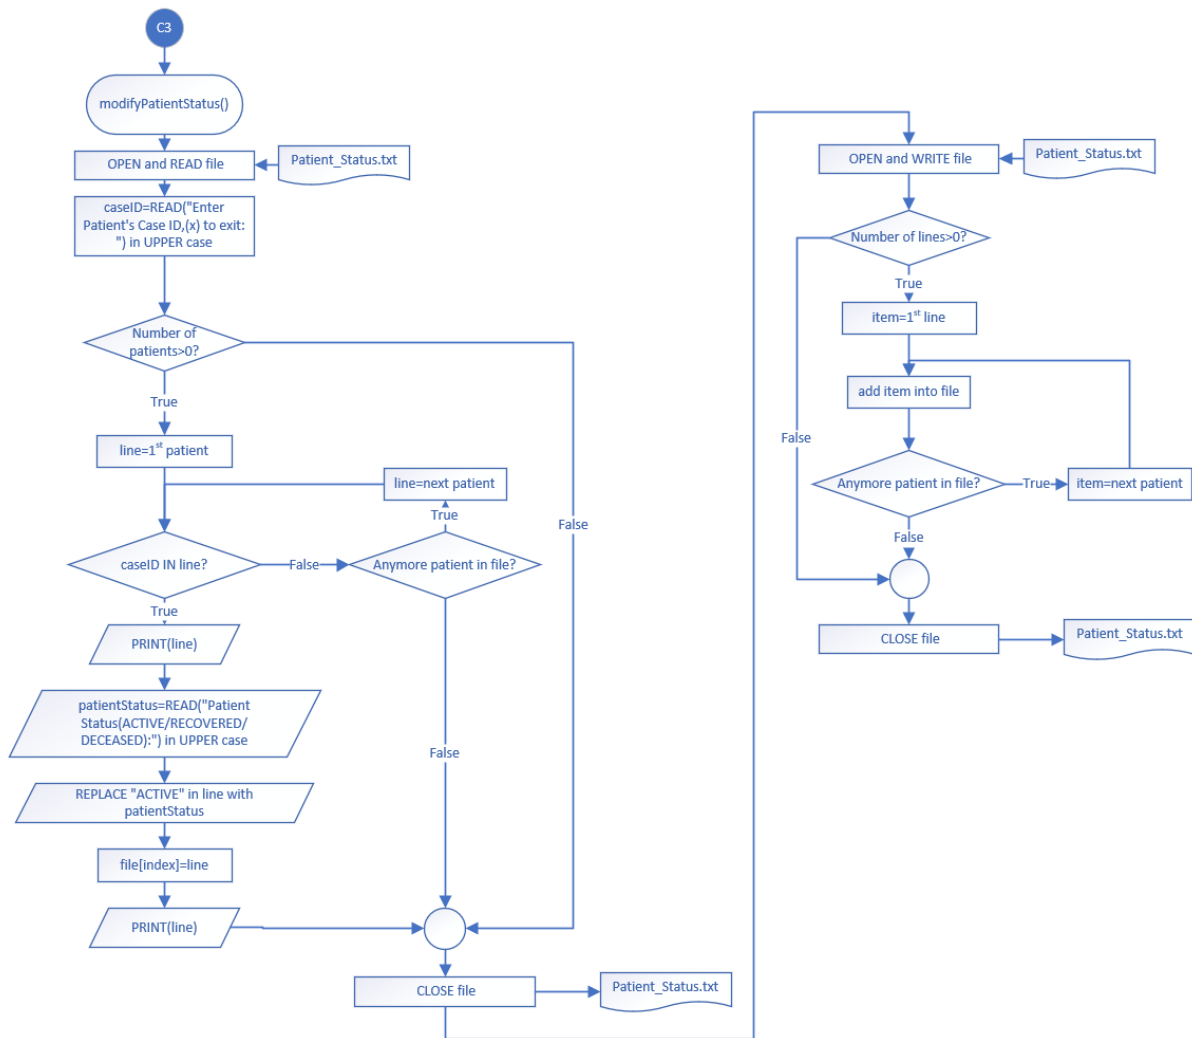 C3
modifyPatientStatus()
OPEN and READ file
Patient_Status.txt
caseID=READ("Enter
Patient's Case ID,(x) to exit:
") in UPPER case
Number of
patients>0?
True
False
line=1st patient
line=next patient
True
caseID IN line?
False
Anymore patient in file?
True
False
PRINT(line)
patientStatus=READ("Patient
Status(ACTIVE/RECOVERED/
DECEASED):") in UPPER case
REPLACE "ACTIVE" in line with
patientStatus
file[index]=line
PRINT(line)
CLOSE file
Patient_Status.txt
OPEN and WRITE file
Patient_Status.txt
Number of lines>0?
True
False
item=1st line
add item into file
Anymore patient in file?
True
item=next patient
False
CLOSE file
Patient_Status.txt